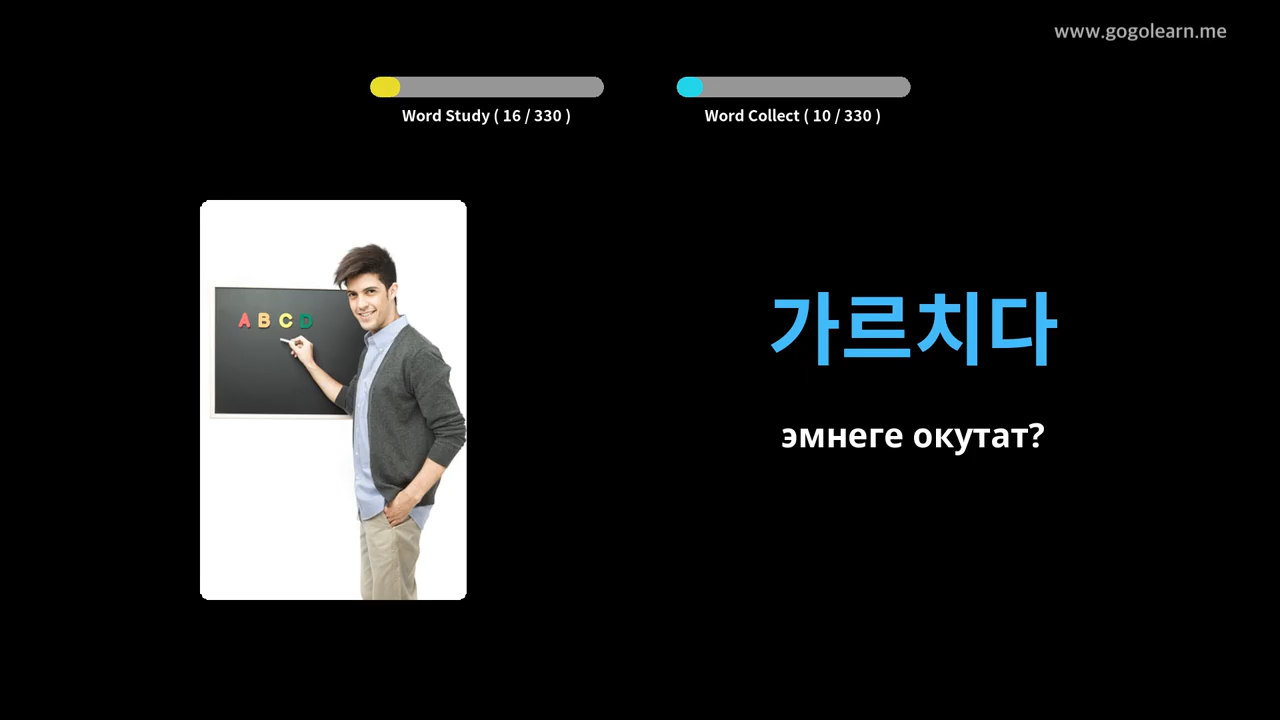 www.gogolearn.me
Word Study ( 16 / 330 )
Word Collect ( 10 / 330 )
A B C D
가르치다
эмнеге окутат?